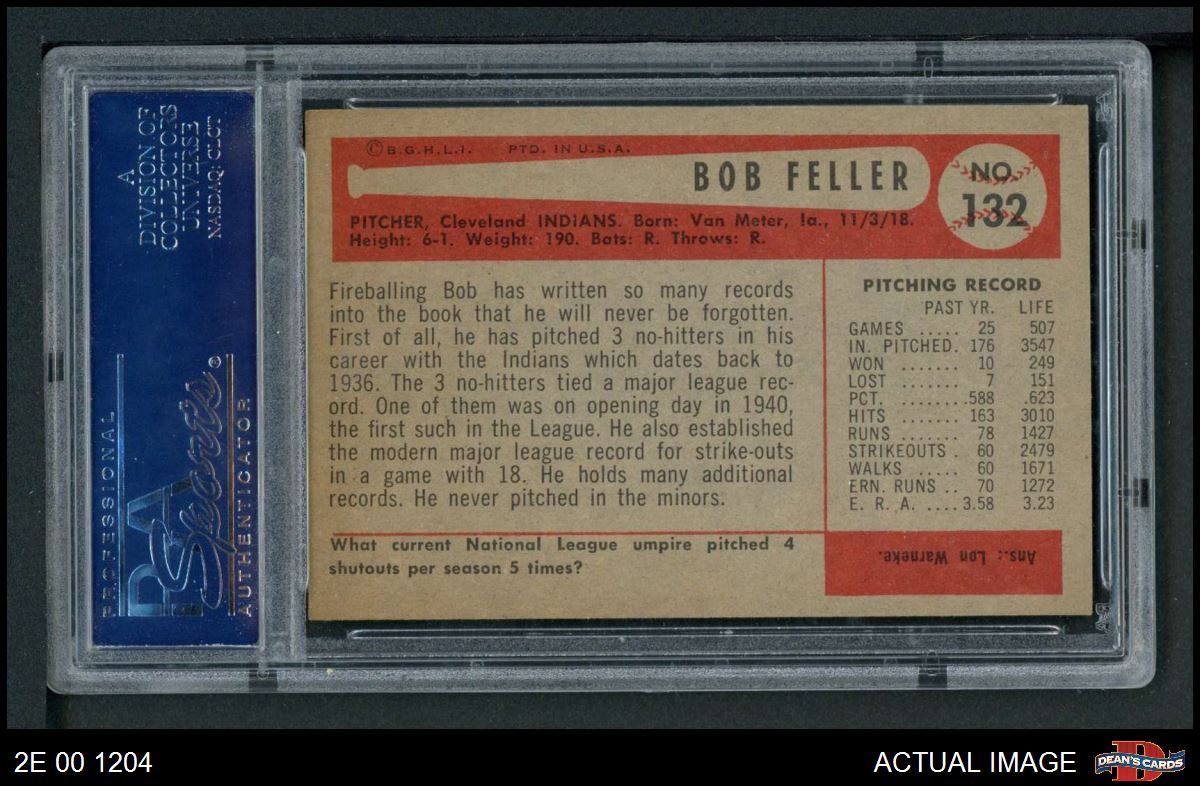 A
DIVISION OF
COLLECTORS
UNIVERSE
NASDAQ: CLCT
PROFESSIONAL
PSA
Sports®
AUTHENTICATOR
© B.G.H.L.I. PTD. IN U.S.A.
BOB FELLER
NO.
132
PITCHER, Cleveland INDIANS. Born: Van Meter, Ia., 11/3/18.
Height: 6-1. Weight: 190. Bats: R. Throws: R.
Fireballing Bob has written so many records
into the book that he will never be forgotten.
First of all, he has pitched 3 no-hitters in his
career with the Indians which dates back to
1936. The 3 no-hitters tied a major league rec-
ord. One of them was on opening day in 1940,
the first such in the League. He also established
the modern major league record for strike-outs
in a game with 18. He holds many additional
records. He never pitched in the minors.
What current National League umpire pitched 4
shutouts per season 5 times?
PITCHING RECORD
PAST YR. LIFE
GAMES ..... 25 507
IN. PITCHED. 176 3547
WON ....... 10 249
LOST ....... 7 151
PCT. ........588 .623
HITS ....... 163 3010
RUNS ....... 78 1427
STRIKEOUTS . 60 2479
WALKS ..... 60 1671
ERN. RUNS .. 70 1272
E. R. A. ....3.58 3.23
Ans.: Lon Warneke.
2E 00 1204
ACTUAL IMAGE
D
DEAN'S CARDS